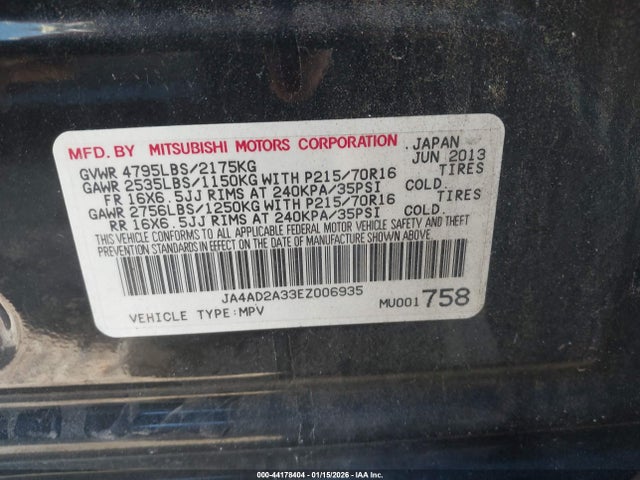 MFD.BY MITSUBISHI MOTORS CORPORATION JAPAN
GVWR 4795LBS/2175KG JUN 2013
GAWR 2535LBS/1150KG WITH P215/70R16 TIRES
FR 16X6.5JJ RIMS AT 240KPA/35PSI COLD.
GAWR 2756LBS/1250KG WITH P215/70R16 TIRES
RR 16X6.5JJ RIMS AT 240KPA/35PSI COLD.
THIS VEHICLE CONFORMS TO ALL APPLICABLE FEDERAL MOTOR VEHICLE SAFETY AND THEFT
PREVENTION STANDARDS IN EFFECT ON THE DATE OF MANUFACTURE SHOWN ABOVE.
JA4AD2A33EZ006935
VEHICLE TYPE:MPV MU001758
000-44178404 - 01/15/2026 - IAA Inc.